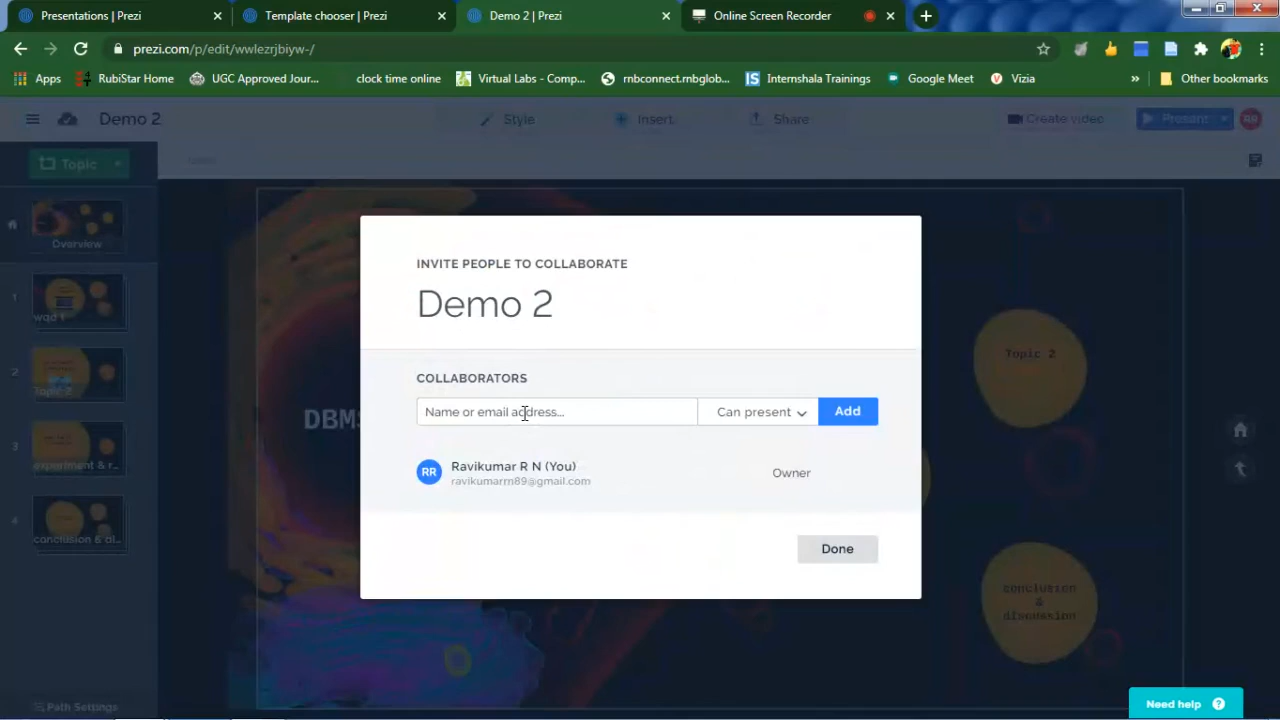 Presentations | Prezi
Template chooser | Prezi
Demo 2 | Prezi
Online Screen Recorder
prezi.com/p/edit/wwlezrjbiyw-/
Apps
RubiStar Home
UGC Approved Jour...
clock time online
Virtual Labs - Comp...
rnbconnect.rnbglob...
Internshala Trainings
Google Meet
Vizia
»
Other bookmarks
Demo 2
Style
Insert
Share
Create video
Present
RR
Topic
Overview
1
2
Topic 2
3
experiment & r...
4
conclusion & di...
Path Settings
DBMS
Topic 2
conclusion
&
discussion
INVITE PEOPLE TO COLLABORATE
Demo 2
COLLABORATORS
Name or email address...
Can present
Add
RR
Ravikumar R N (You)
ravikumarrn89@gmail.com
Owner
Done
Need help ?